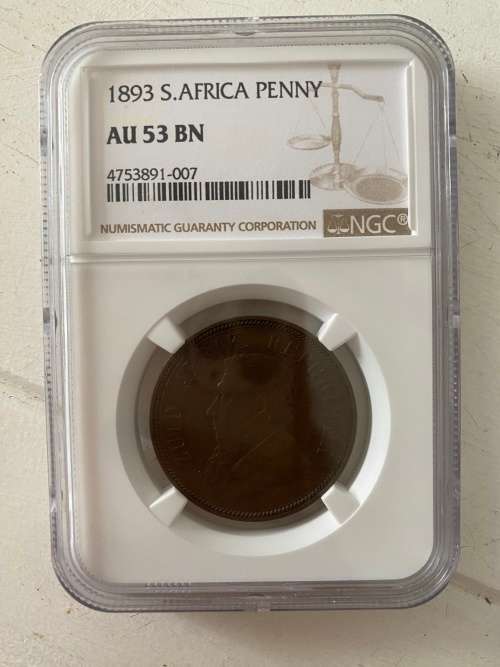 1893 S.AFRICA PENNY
AU 53 BN
4753891-007
NUMISMATIC GUARANTY CORPORATION
NGC®